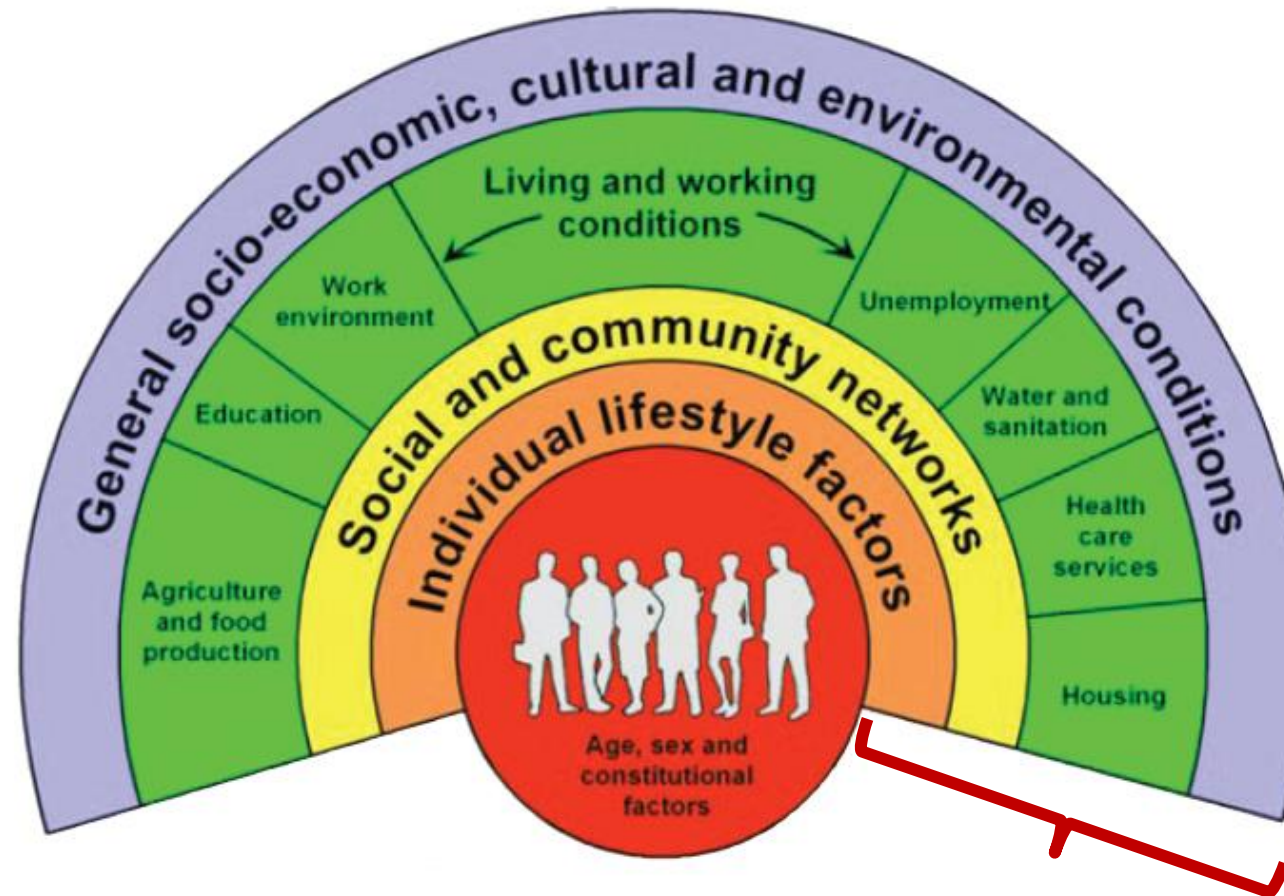 General socio-economic, cultural and environmental conditions
Living and working
conditions
Work
environment
Unemployment
Education
Water and
sanitation
Agriculture
and food
production
Health
care
services
Housing
Social and community networks
Individual lifestyle factors
Age, sex and
constitutional
factors